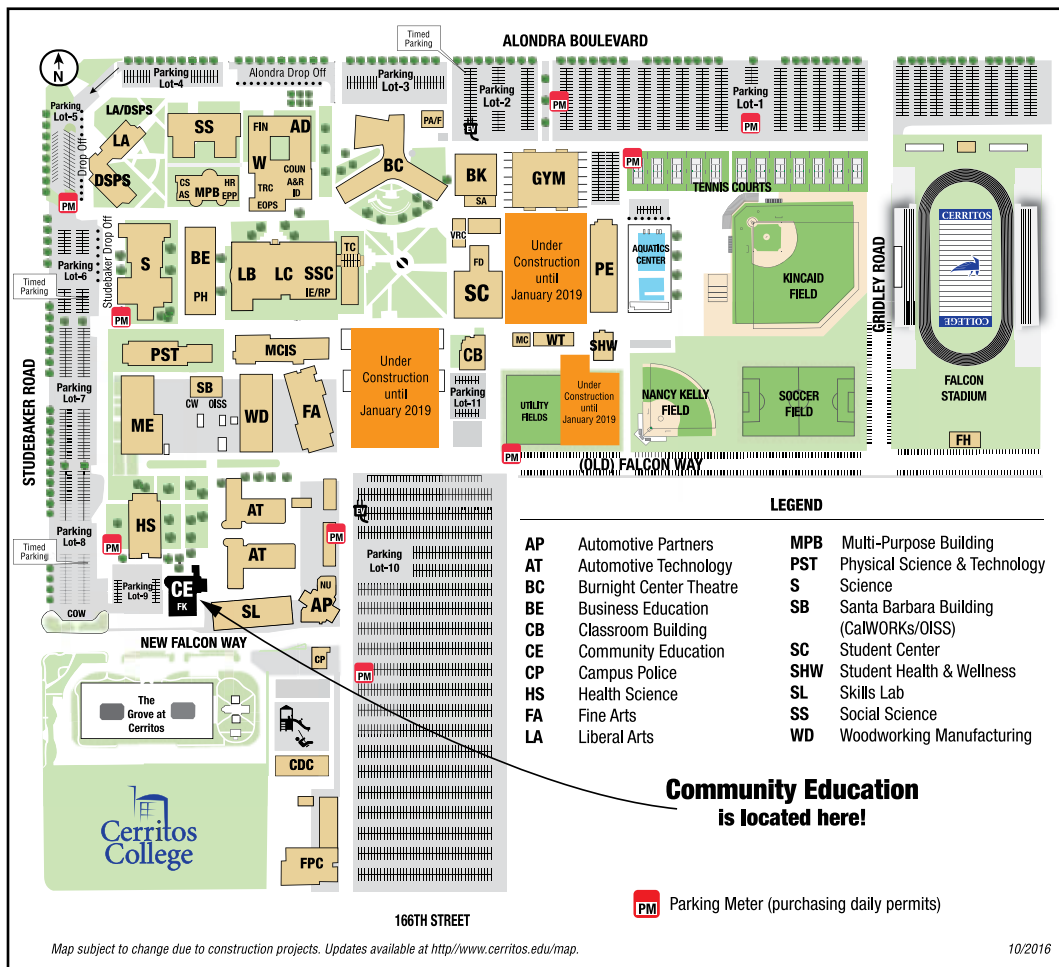 ALONDRA BOULEVARD
Timed
Parking
N
Parking
Lot-4
Alondra Drop Off
Parking
Lot-3
Parking
Lot-2
Parking
Lot-1
PM
PM
EV
Parking
Lot-5
LA/DSPS
LA
DSPS
Drop Off
PM
SS
FIN
AD
W
COUN
A&R
ID
TRC
EOPS
CS
AS
MPB
HR
EPP
PA/F
BC
BK
SA
GYM
PM
TENNIS COURTS
Parking
Lot-6
Timed
Parking
Studebaker Drop Off
PM
S
BE
PH
LB
LC
SSC
IE/RP
TC
VRC
FD
SC
Under
Construction
until
January 2019
PE
AQUATICS
CENTER
KINCAID
FIELD
GRIDLEY ROAD
CERRITOS
COLLEGE
FALCON
STADIUM
FH
STUDEBAKER ROAD
PST
MCIS
Under
Construction
until
January 2019
CB
Parking
Lot-11
MC
WT
SHW
Parking
Lot-7
ME
SB
CW
OISS
WD
FA
UTILITY
FIELDS
Under
Construction
until
January 2019
NANCY KELLY
FIELD
SOCCER
FIELD
PM
(OLD) FALCON WAY
HS
PM
AT
AT
PM
EV
Parking
Lot-10
Parking
Lot-8
Timed
Parking
Parking
Lot-9
CE
FK
SL
NU
AP
COW
NEW FALCON WAY
CP
PM
The
Grove at
Cerritos
CDC
FPC
Cerritos
College
LEGEND
AP Automotive Partners
AT Automotive Technology
BC Burnight Center Theatre
BE Business Education
CB Classroom Building
CE Community Education
CP Campus Police
HS Health Science
FA Fine Arts
LA Liberal Arts
MPB Multi-Purpose Building
PST Physical Science & Technology
S Science
SB Santa Barbara Building
(CalWORKs/OISS)
SC Student Center
SHW Student Health & Wellness
SL Skills Lab
SS Social Science
WD Woodworking Manufacturing
Community Education
is located here!
PM Parking Meter (purchasing daily permits)
166TH STREET
Map subject to change due to construction projects. Updates available at http//www.cerritos.edu/map.
10/2016